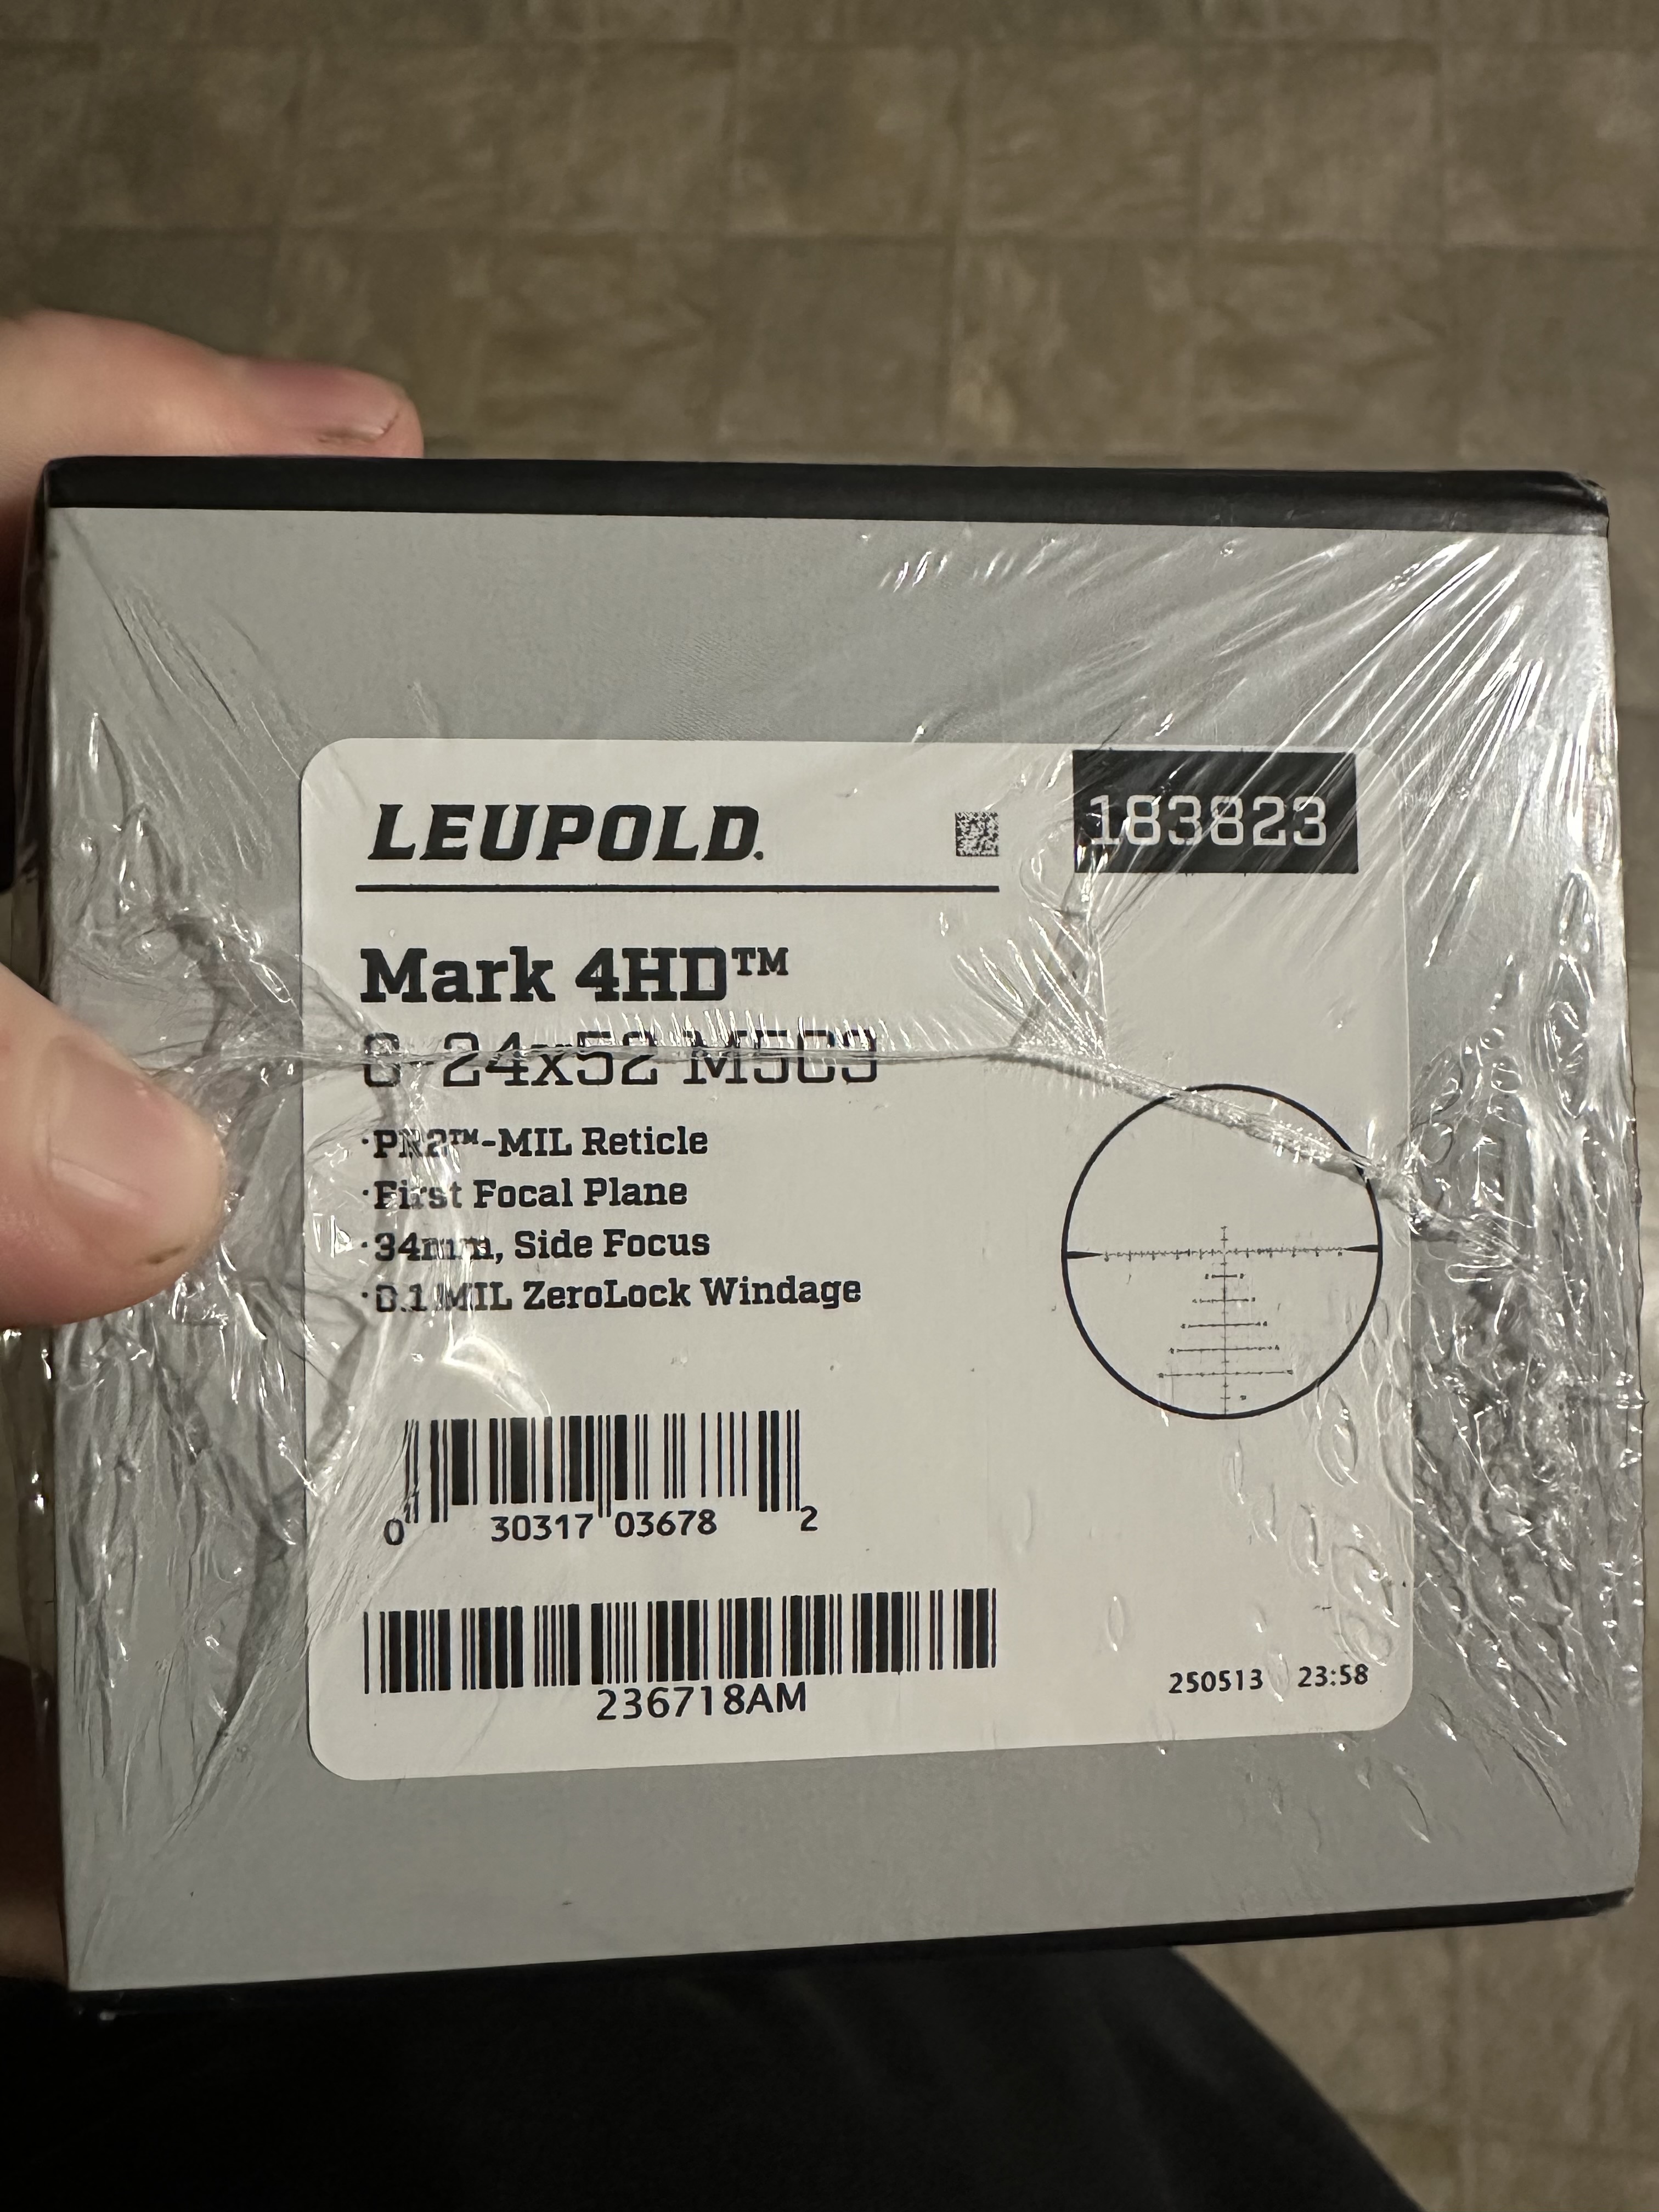 LEUPOLD.
183823
Mark 4HD™
-24x52 M5C3
·PR2™-MIL Reticle
·First Focal Plane
·34mm, Side Focus
·0.1 MIL ZeroLock Windage
0 30317 03678 2
236718AM
250513 23:58